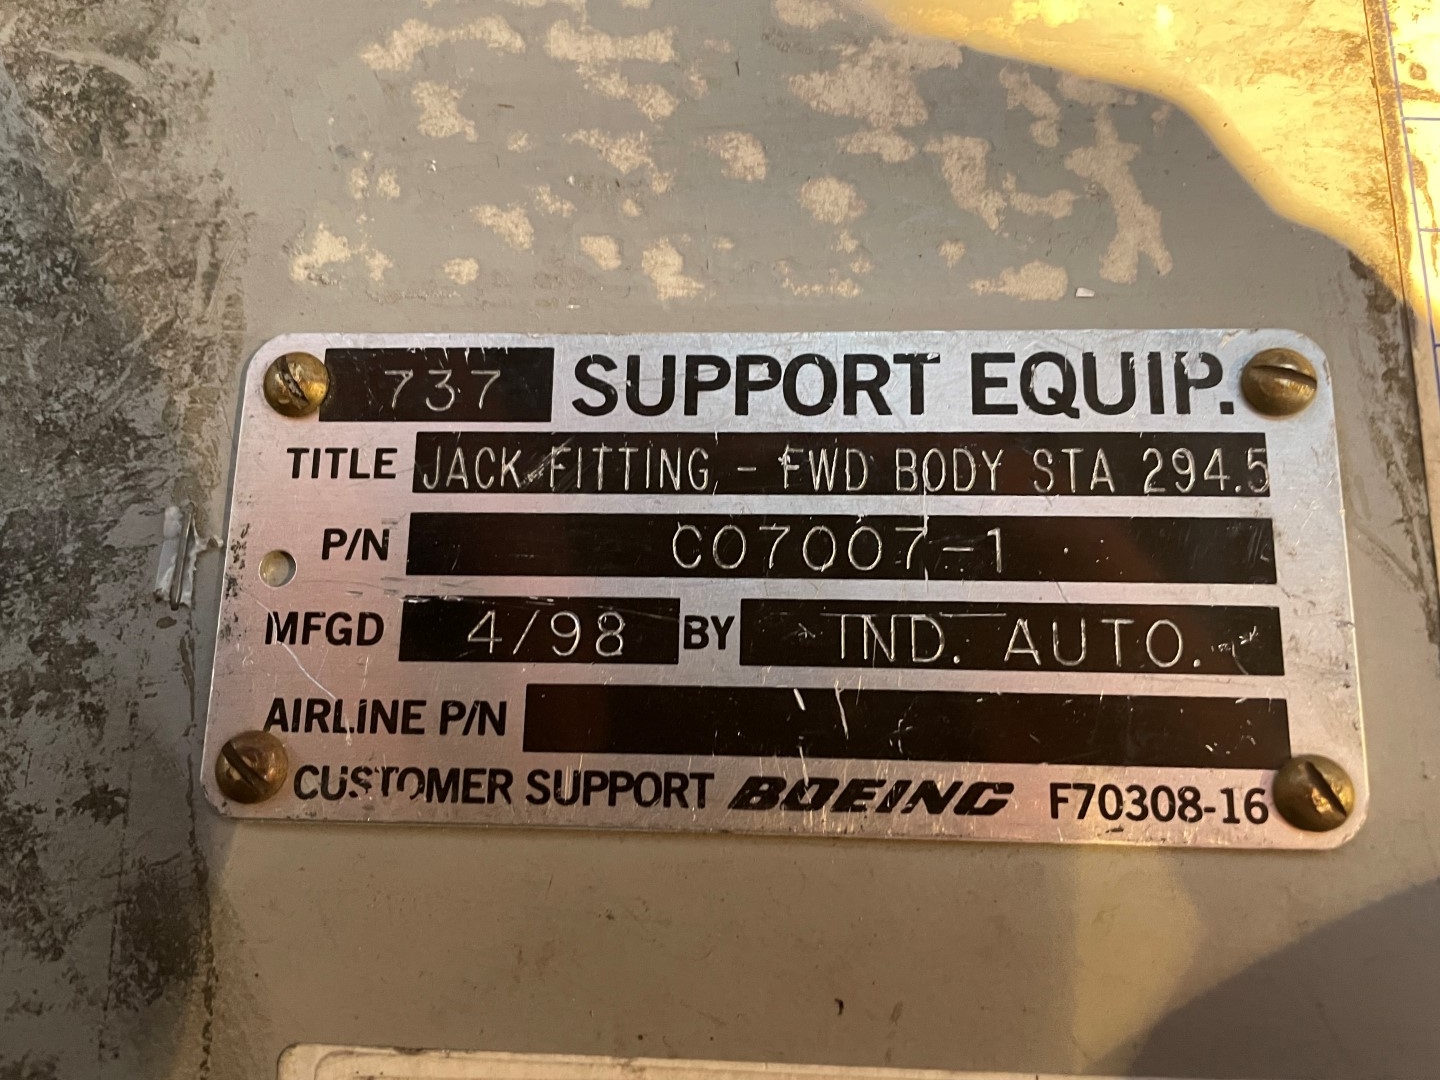 737 SUPPORT EQUIP.
TITLE JACK FITTING - FWD BODY STA 294.5
P/N C07007-1
MFGD 4/98 BY IND. AUTO.
AIRLINE P/N
CUSTOMER SUPPORT BOEING F70308-16